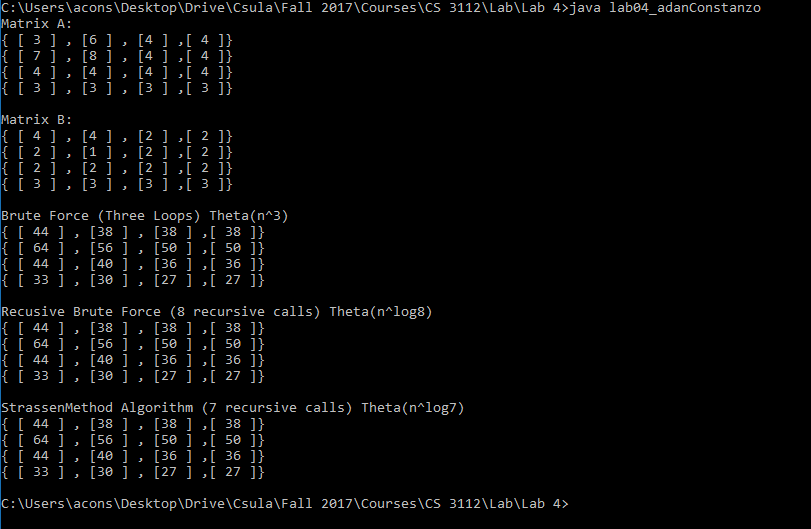 C:\Users\acons\Desktop\Drive\Csula\Fall 2017\Courses\CS 3112\Lab\Lab 4>java lab04_adanConstanzo
Matrix A:
{ [ 3 ] , [6 ] , [4 ] ,[ 4 ]}
{ [ 7 ] , [8 ] , [4 ] ,[ 4 ]}
{ [ 4 ] , [4 ] , [4 ] ,[ 4 ]}
{ [ 3 ] , [3 ] , [3 ] ,[ 3 ]}
Matrix B:
{ [ 4 ] , [4 ] , [2 ] ,[ 2 ]}
{ [ 2 ] , [1 ] , [2 ] ,[ 2 ]}
{ [ 2 ] , [2 ] , [2 ] ,[ 2 ]}
{ [ 3 ] , [3 ] , [3 ] ,[ 3 ]}
Brute Force (Three Loops) Theta(n^3)
{ [ 44 ] , [38 ] , [38 ] ,[ 38 ]}
{ [ 64 ] , [56 ] , [50 ] ,[ 50 ]}
{ [ 44 ] , [40 ] , [36 ] ,[ 36 ]}
{ [ 33 ] , [30 ] , [27 ] ,[ 27 ]}
Recusive Brute Force (8 recursive calls) Theta(n^log8)
{ [ 44 ] , [38 ] , [38 ] ,[ 38 ]}
{ [ 64 ] , [56 ] , [50 ] ,[ 50 ]}
{ [ 44 ] , [40 ] , [36 ] ,[ 36 ]}
{ [ 33 ] , [30 ] , [27 ] ,[ 27 ]}
StrassenMethod Algorithm (7 recursive calls) Theta(n^log7)
{ [ 44 ] , [38 ] , [38 ] ,[ 38 ]}
{ [ 64 ] , [56 ] , [50 ] ,[ 50 ]}
{ [ 44 ] , [40 ] , [36 ] ,[ 36 ]}
{ [ 33 ] , [30 ] , [27 ] ,[ 27 ]}
C:\Users\acons\Desktop\Drive\Csula\Fall 2017\Courses\CS 3112\Lab\Lab 4>